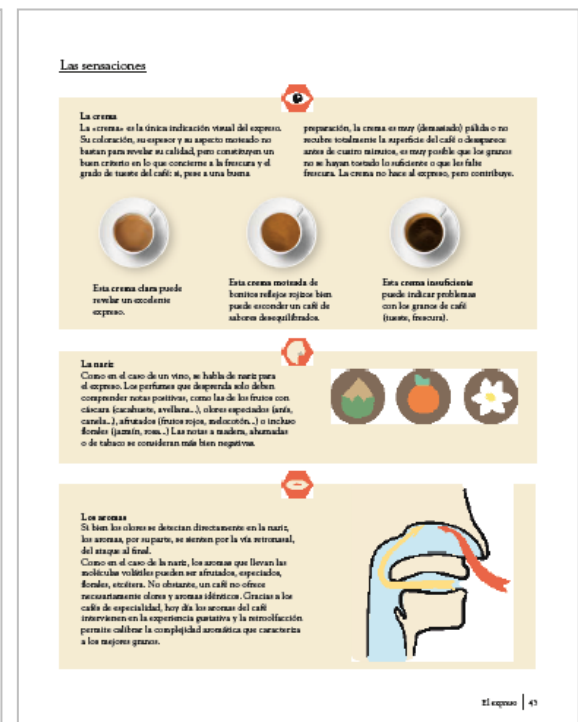 Las sensaciones
La crema
La «crema» es la única indicación visual del expreso.
Su coloración, su espesor y su aspecto moteado no
bastan para revelar su calidad, pero constituyen un
buen criterio en lo que concierne a la frescura y el
grado de tueste del café: si, pese a una buena
preparación, la crema es muy (demasiado) pálida o no
recubre totalmente la superficie del café o desaparece
antes de cuatro minutos, es muy posible que los granos
no se hayan tostado lo suficiente o que les falte
frescura. La crema no hace al expreso, pero contribuye.
Esta crema clara puede
revelar un excelente
expreso.
Esta crema moteada de
bonitos reflejos rojizos bien
puede esconder un café de
sabores desequilibrados.
Esta crema insuficiente
puede indicar problemas
con los granos de café
(tueste, frescura).
La nariz
Como en el caso de un vino, se habla de nariz para
el expreso. Los perfumes que desprenda solo deben
comprender notas positivas, como las de los frutos con
cáscara (cacahuete, avellana...), olores especiados (anís,
canela...), afrutados (frutos rojos, melocotón...) o incluso
florales (jazmín, rosa...) Las notas a madera, ahumadas
o de tabaco se consideran más bien negativas.
Los aromas
Si bien los olores se detectan directamente en la nariz,
los aromas, por su parte, se sienten por la vía retronasal,
del ataque al final.
Como en el caso de la nariz, los aromas que llevan las
moléculas volátiles pueden ser afrutados, especiados,
florales, etcétera. No obstante, un café no ofrece
necesariamente olores y aromas idénticos. Gracias a los
cafés de especialidad, hoy día los aromas del café
intervienen en la experiencia gustativa y la retroolfacción
permite calibrar la complejidad aromática que caracteriza
a los mejores granos.
El expreso | 43